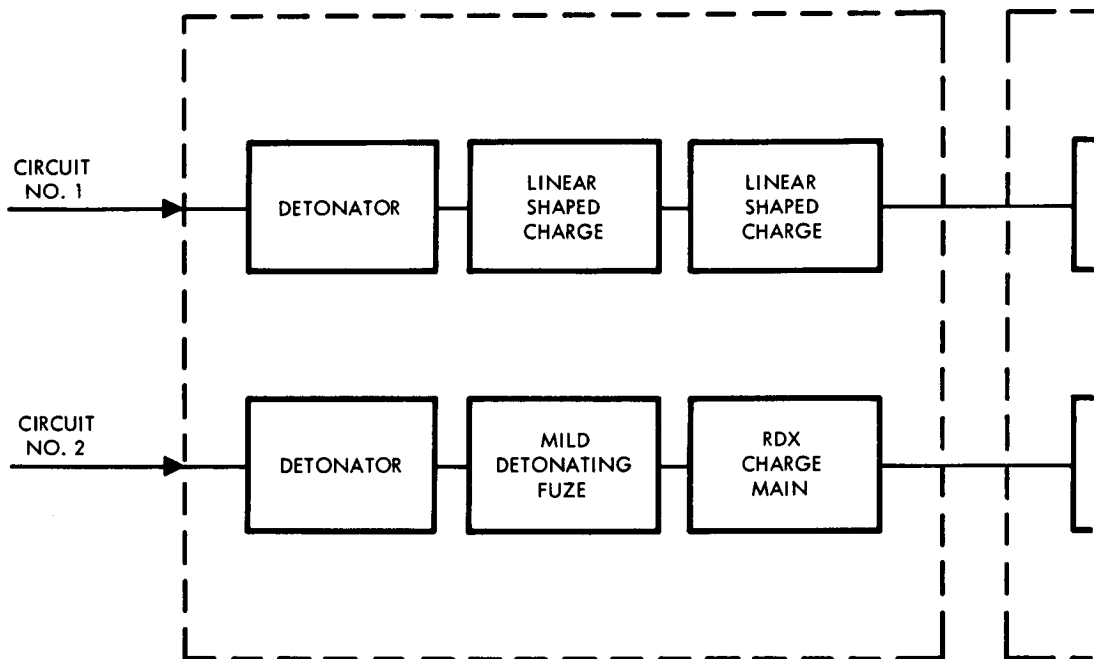 CIRCUIT
NO. 1
DETONATOR
LINEAR
SHAPED
CHARGE
LINEAR
SHAPED
CHARGE
CIRCUIT
NO. 2
DETONATOR
MILD
DETONATING
FUZE
RDX
CHARGE
MAIN